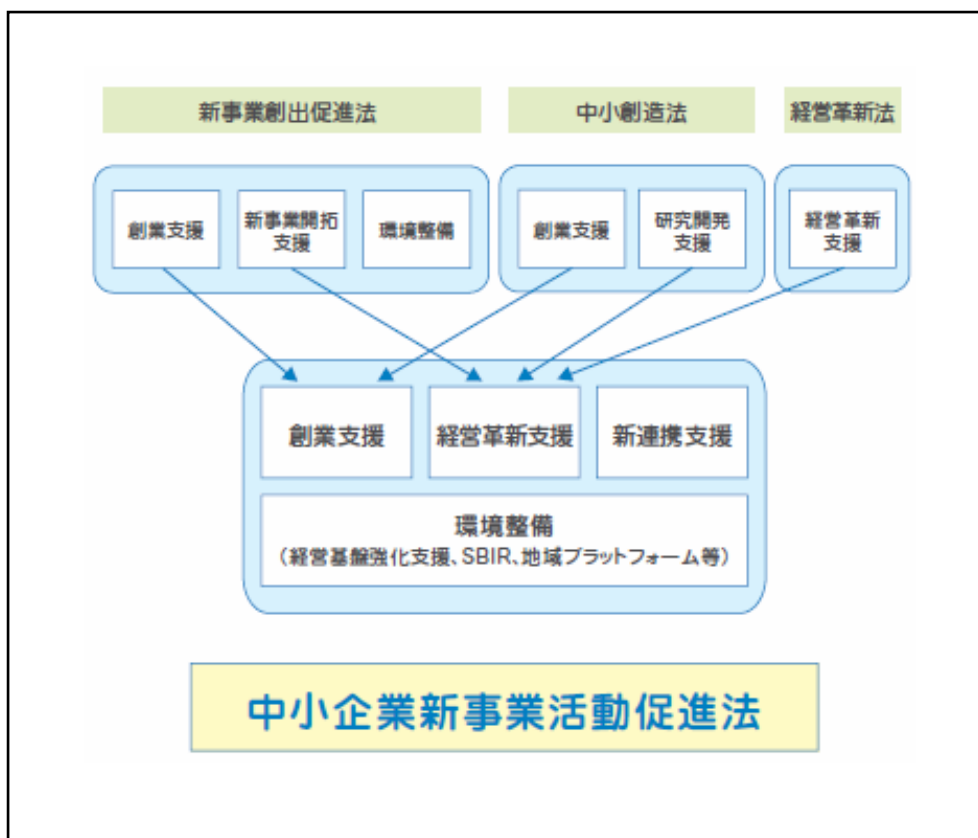 新事業創出促進法
中小創造法
経営革新法
創業支援
新事業開拓
支援
環境整備
創業支援
研究開発
支援
経営革新
支援
創業支援
経営革新支援
新連携支援
環境整備
（経営基盤強化支援、SBIR、地域プラットフォーム等）
中小企業新事業活動促進法